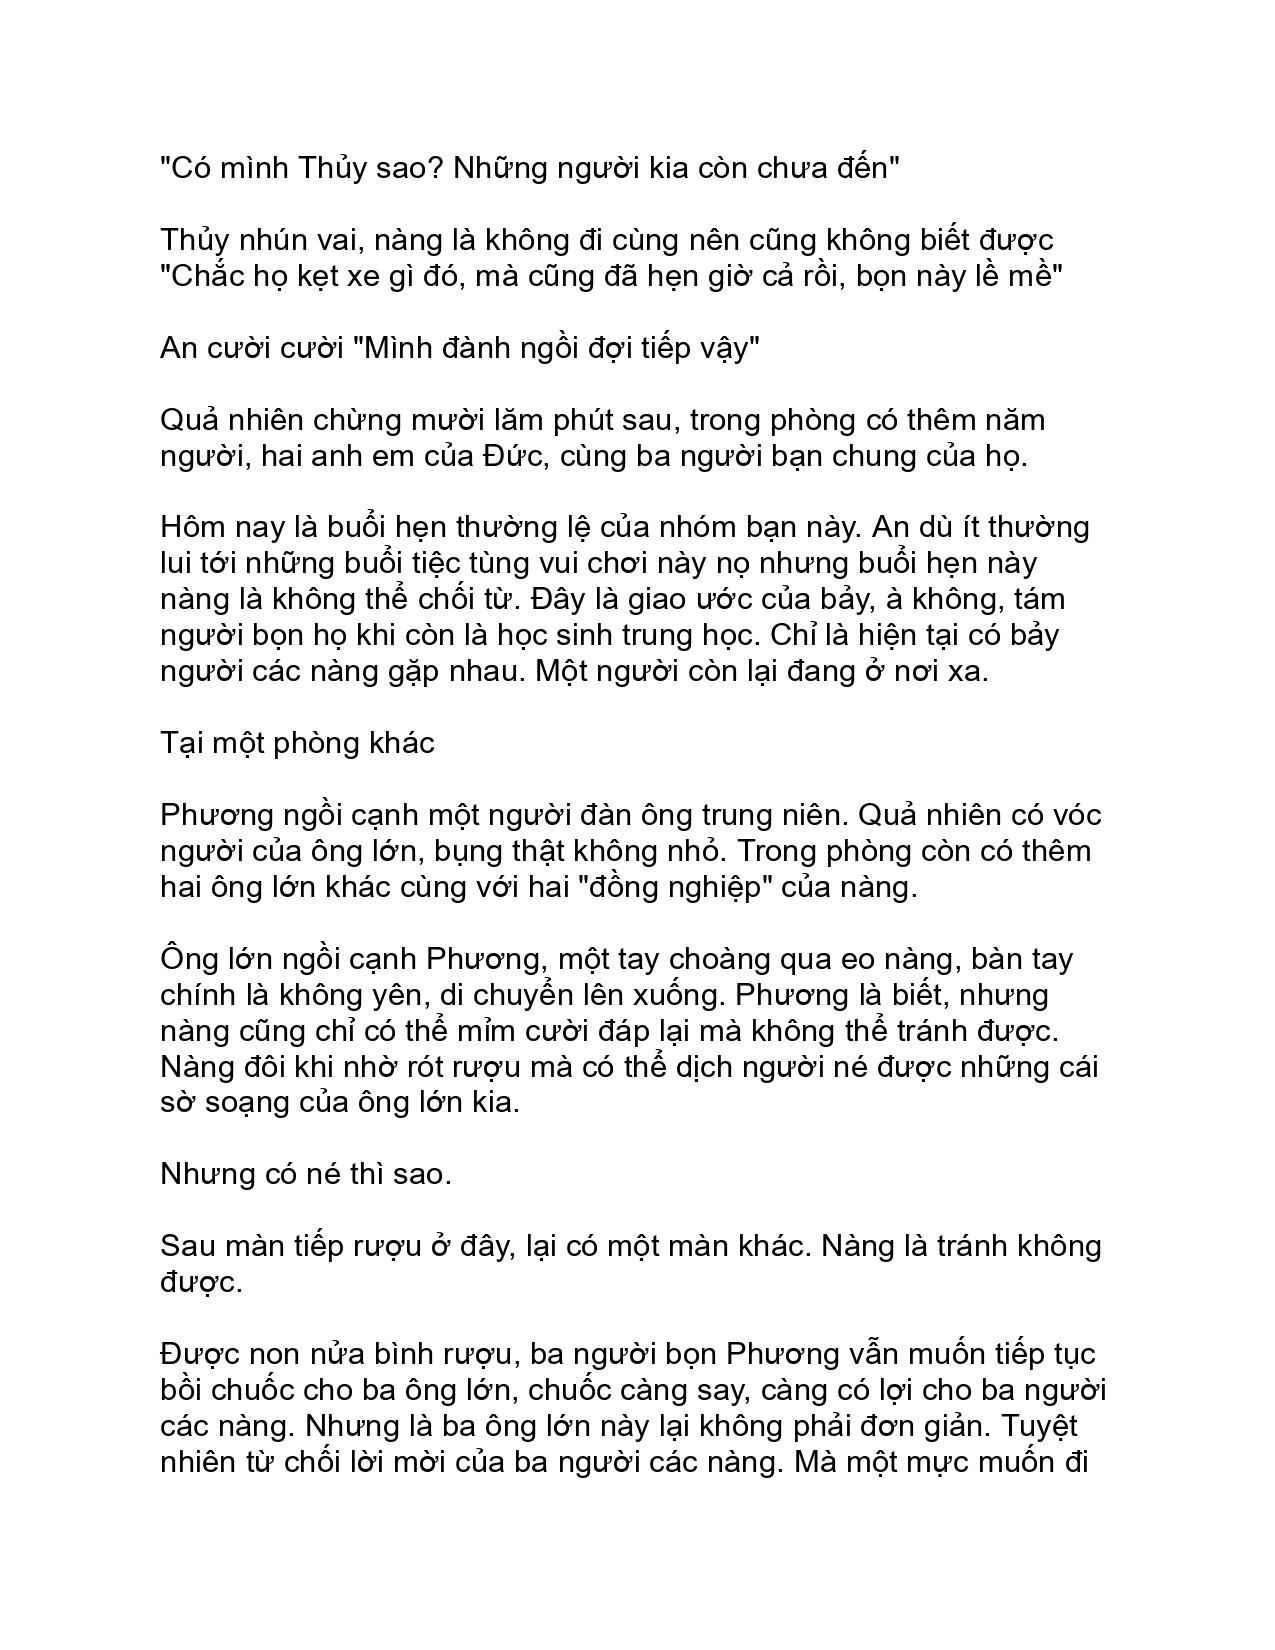 "Có mình Thủy sao? Những người kia còn chưa đến"
Thủy nhún vai, nàng là không đi cùng nên cũng không biết được
"Chắc họ kẹt xe gì đó, mà cũng đã hẹn giờ cả rồi, bọn này lề mề"
An cười cười "Mình đành ngồi đợi tiếp vậy"
Quả nhiên chừng mười lăm phút sau, trong phòng có thêm năm
người, hai anh em của Đức, cùng ba người bạn chung của họ.
Hôm nay là buổi hẹn thường lệ của nhóm bạn này. An dù ít thường
lui tới những buổi tiệc tùng vui chơi này nọ nhưng buổi hẹn này
nàng là không thể chối từ. Đây là giao ước của bảy, à không, tám
người bọn họ khi còn là học sinh trung học. Chỉ là hiện tại có bảy
người các nàng gặp nhau. Một người còn lại đang ở nơi xa.
Tại một phòng khác
Phương ngồi cạnh một người đàn ông trung niên. Quả nhiên có vóc
người của ông lớn, bụng thật không nhỏ. Trong phòng còn có thêm
hai ông lớn khác cùng với hai "đồng nghiệp" của nàng.
Ông lớn ngồi cạnh Phương, một tay choàng qua eo nàng, bàn tay
chính là không yên, di chuyển lên xuống. Phương là biết, nhưng
nàng cũng chỉ có thể mỉm cười đáp lại mà không thể tránh được.
Nàng đôi khi nhờ rót rượu mà có thể dịch người né được những cái
sờ soạng của ông lớn kia.
Nhưng có né thì sao.
Sau màn tiếp rượu ở đây, lại có một màn khác. Nàng là tránh không
được.
Được non nửa bình rượu, ba người bọn Phương vẫn muốn tiếp tục
bồi chuốc cho ba ông lớn, chuốc càng say, càng có lợi cho ba người
các nàng. Nhưng là ba ông lớn này lại không phải đơn giản. Tuyệt
nhiên từ chối lời mời của ba người các nàng. Mà một mực muốn đi